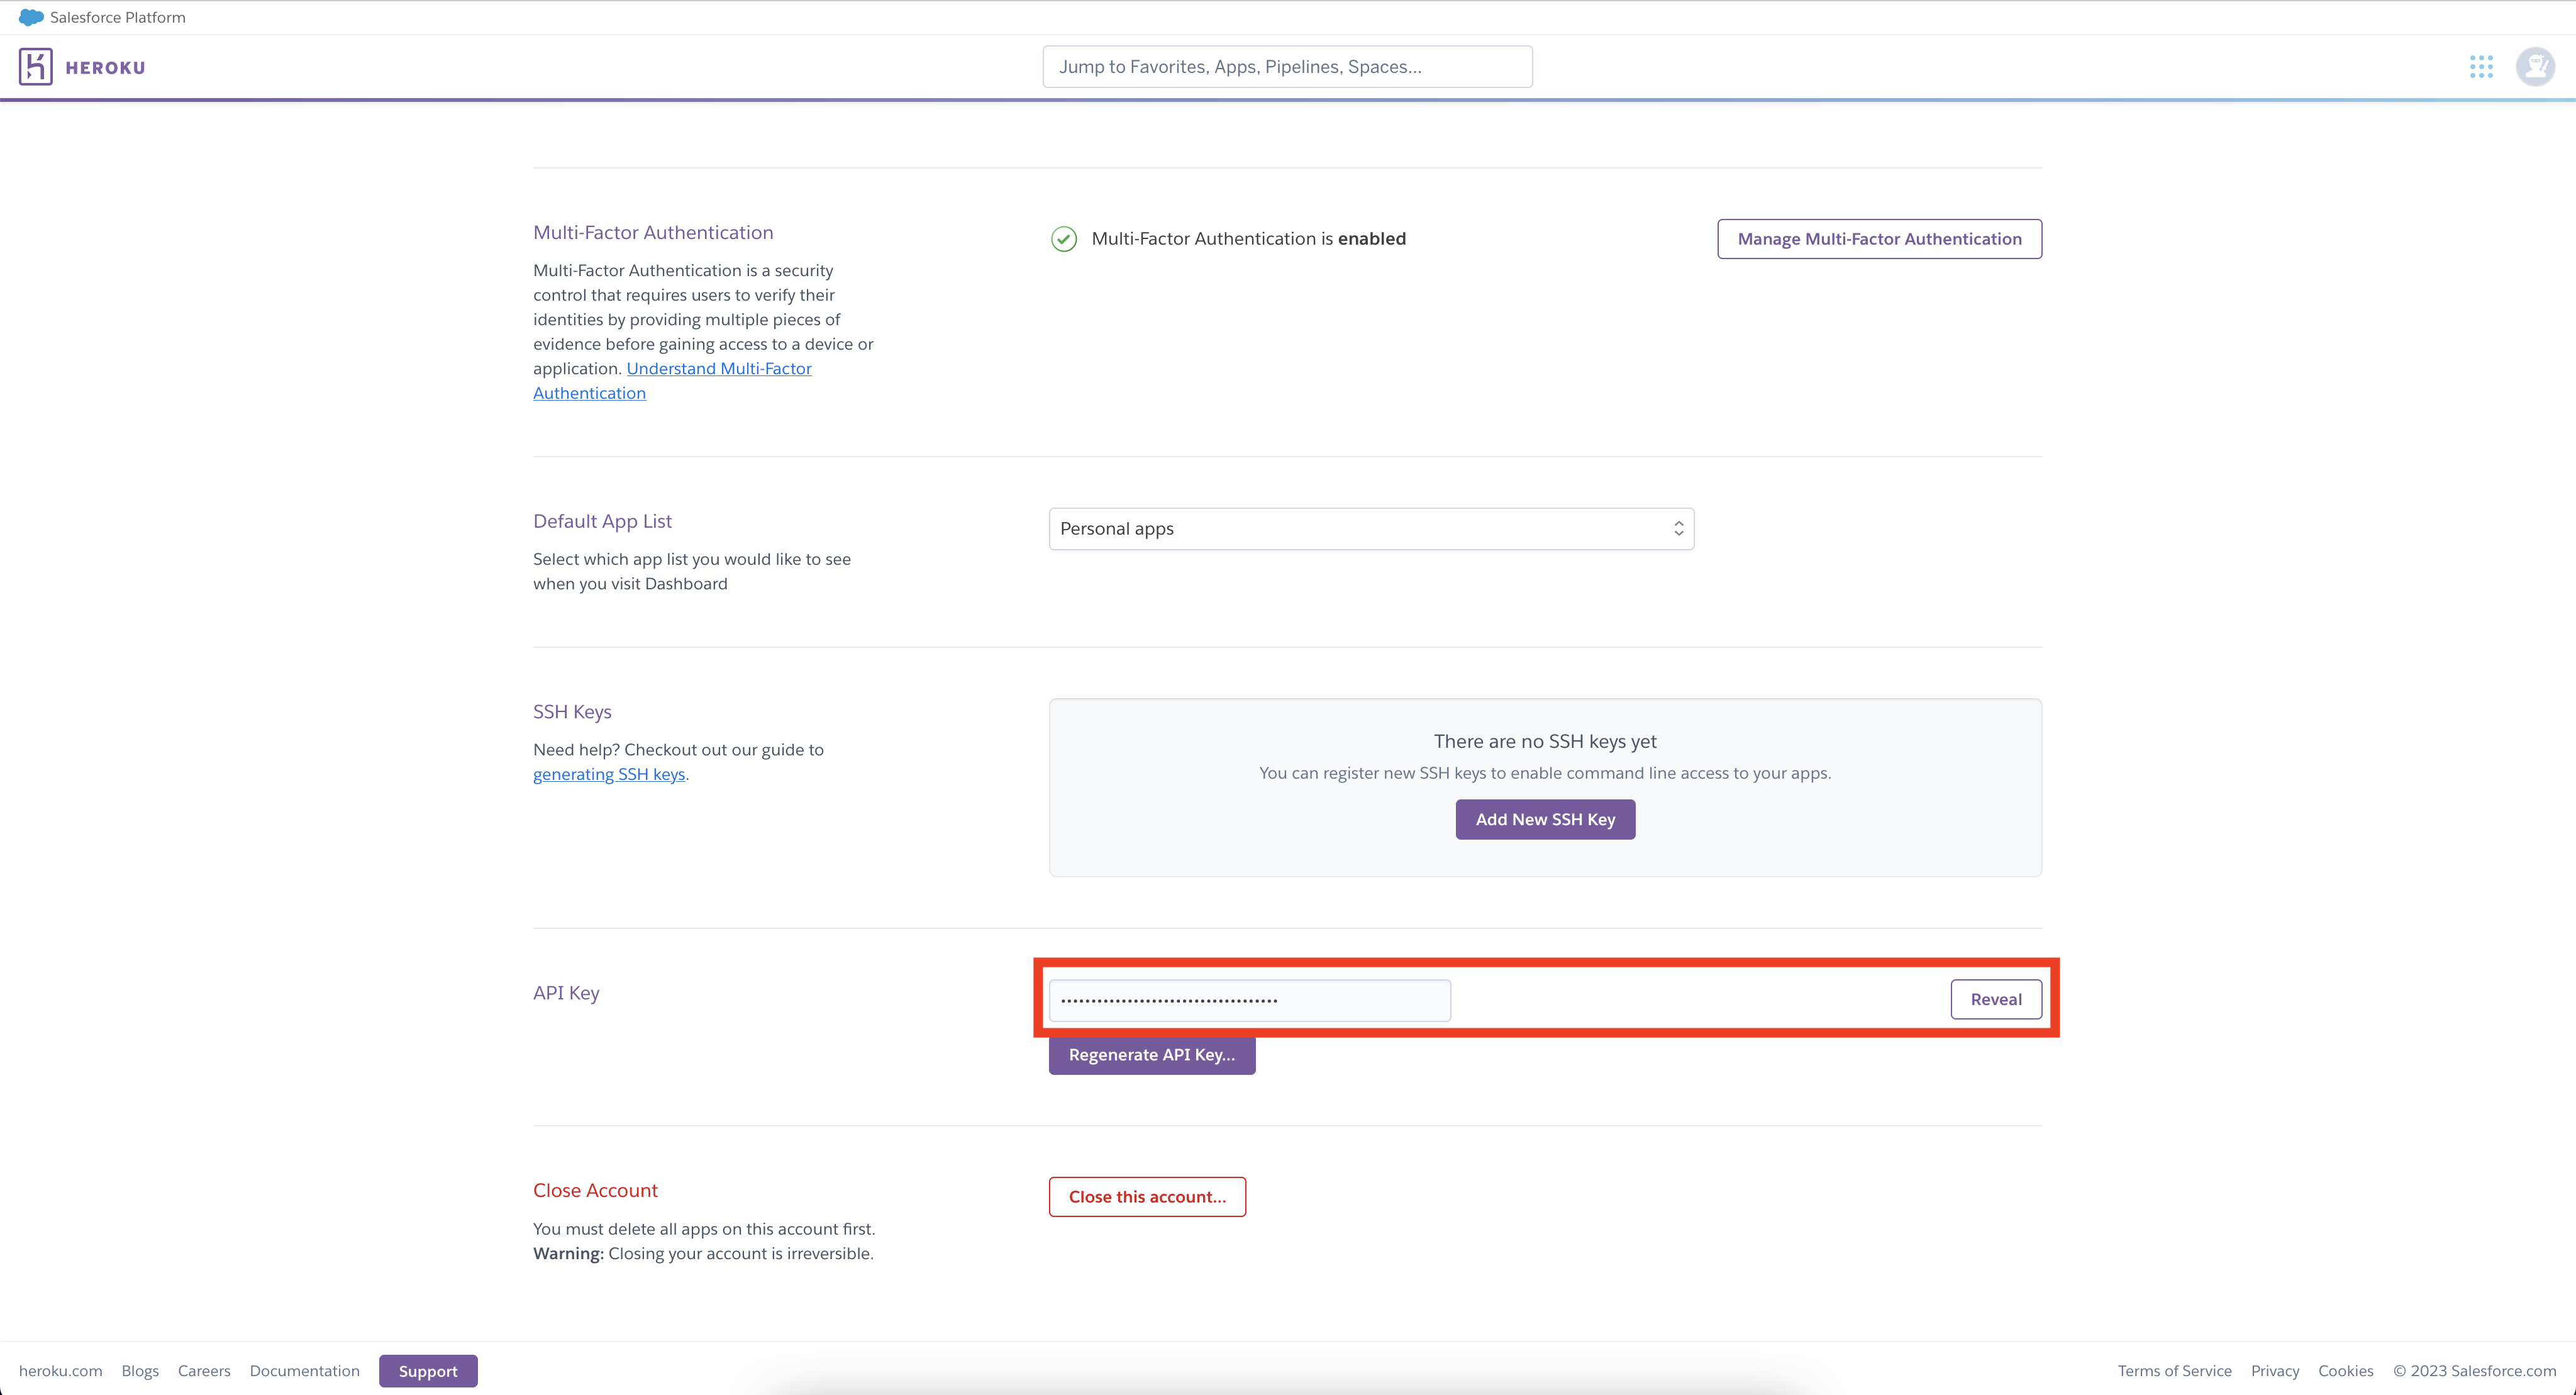 Salesforce Platform
HEROKU
Jump to Favorites, Apps, Pipelines, Spaces...
Multi-Factor Authentication
Multi-Factor Authentication is a security
control that requires users to verify their
identities by providing multiple pieces of
evidence before gaining access to a device or
application. Understand Multi-Factor
Authentication
Multi-Factor Authentication is enabled
Manage Multi-Factor Authentication
Default App List
Select which app list you would like to see
when you visit Dashboard
Personal apps
SSH Keys
Need help? Checkout out our guide to
generating SSH keys.
There are no SSH keys yet
You can register new SSH keys to enable command line access to your apps.
Add New SSH Key
API Key
Reveal
Regenerate API Key...
Close Account
You must delete all apps on this account first.
Warning: Closing your account is irreversible.
Close this account...
heroku.com Blogs Careers Documentation Support
Terms of Service Privacy Cookies © 2023 Salesforce.com